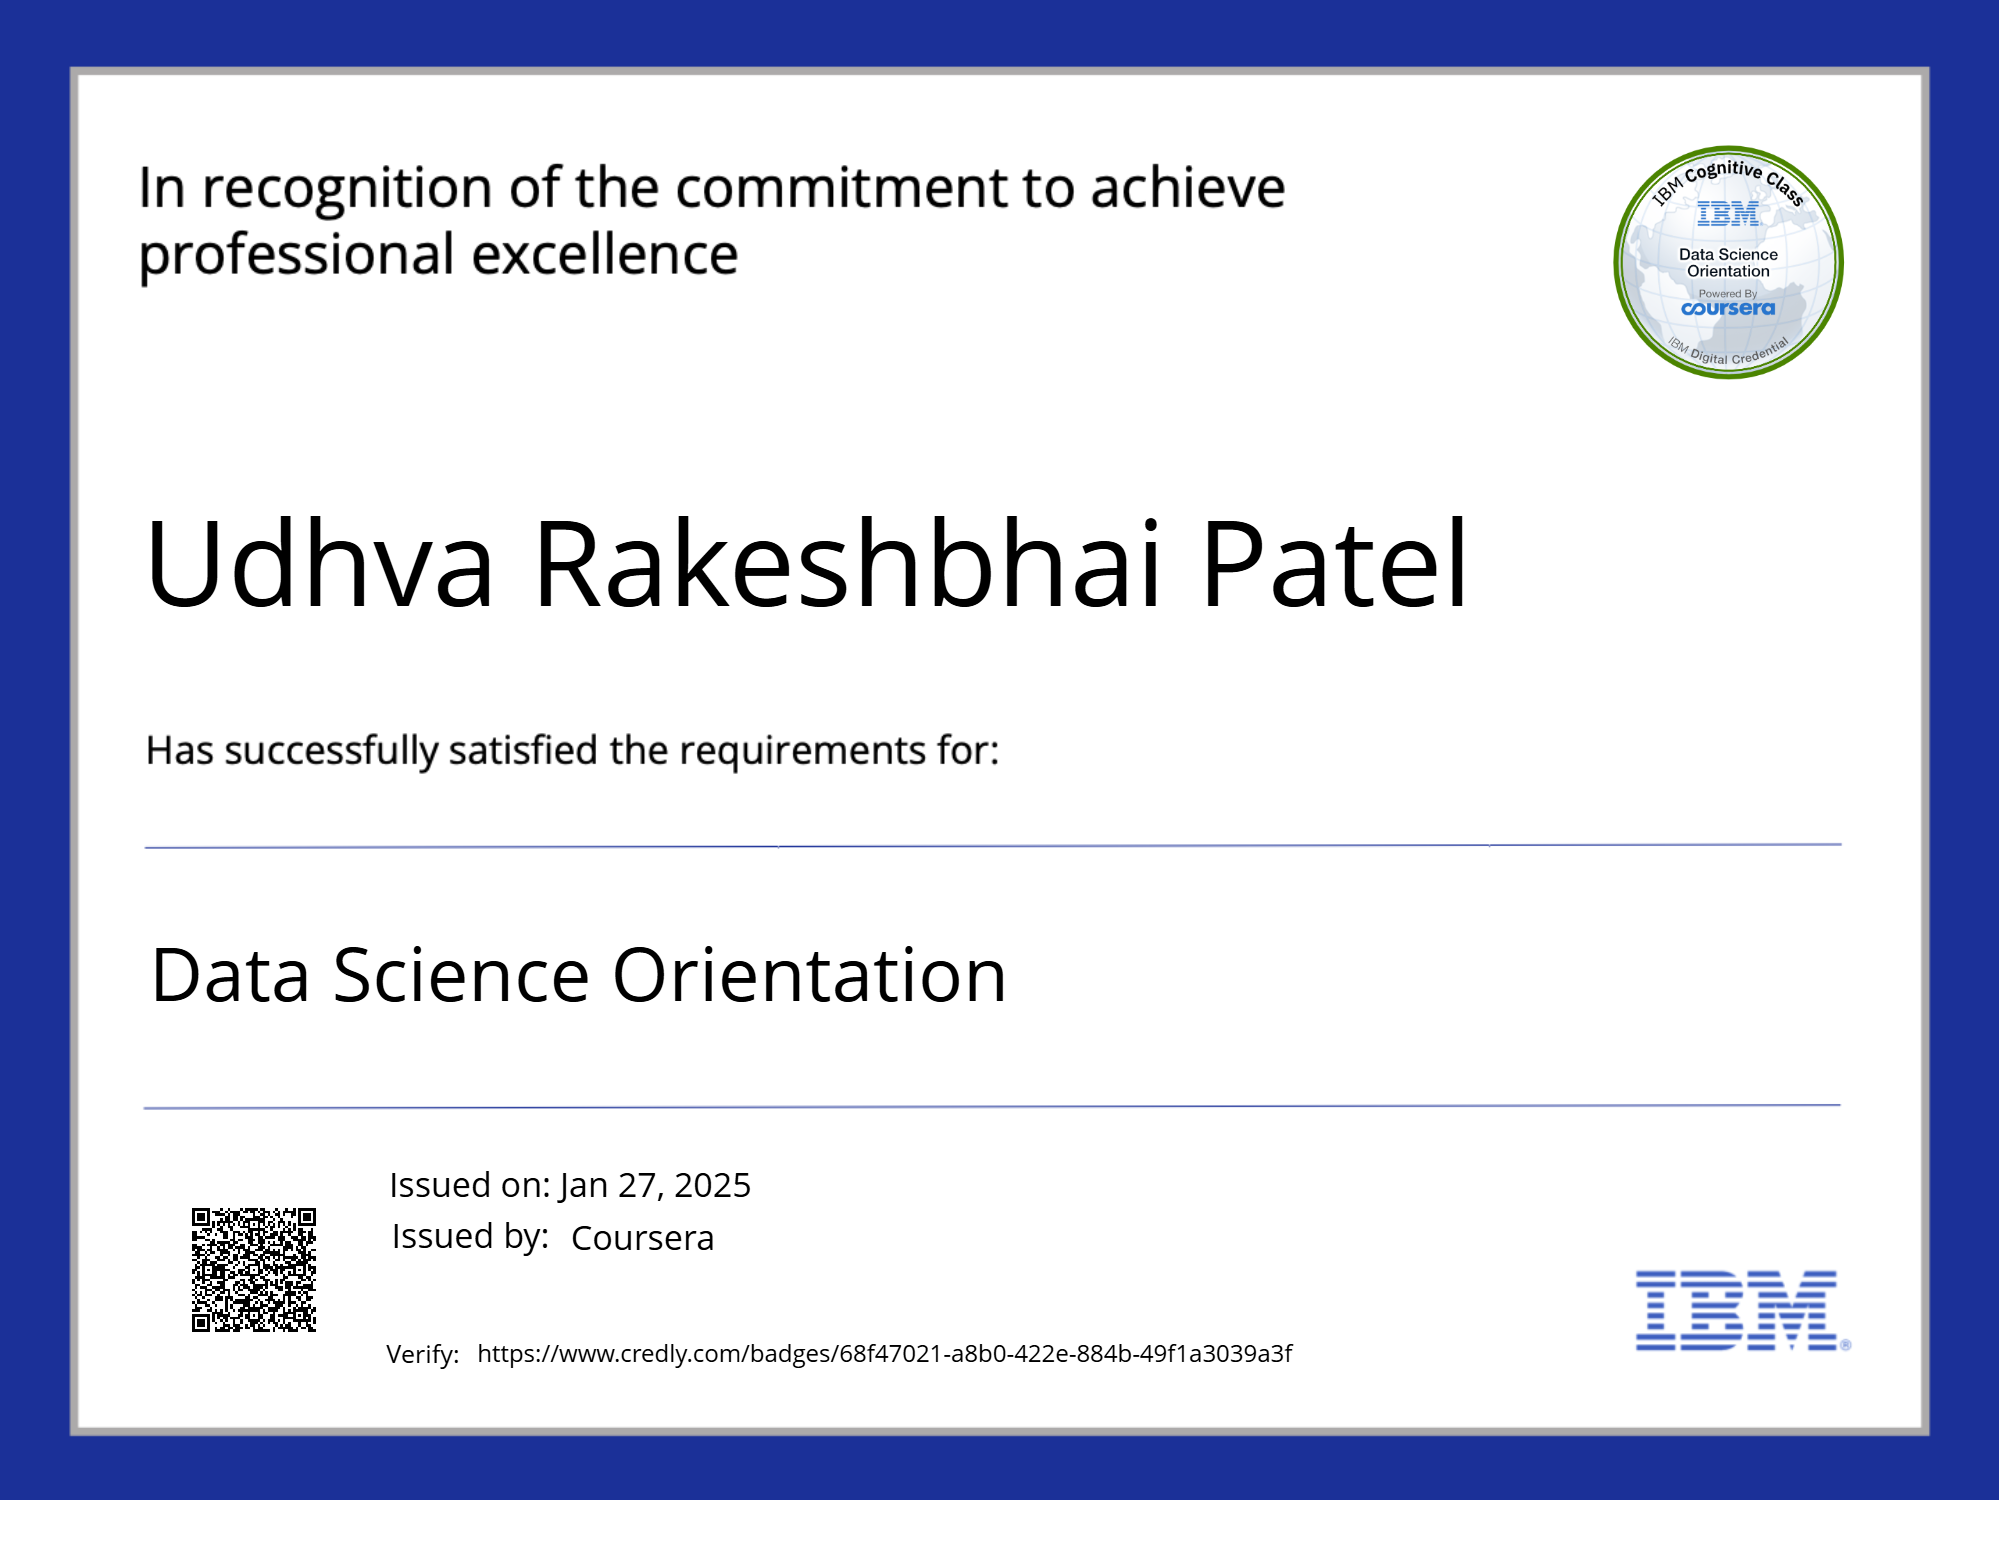 In recognition of the commitment to achieve
professional excellence
IBM Cognitive Class
IBM
Data Science
Orientation
Powered By
coursera
IBM Digital Credential
Udhva Rakeshbhai Patel
Has successfully satisfied the requirements for:
Data Science Orientation
Issued on: Jan 27, 2025
Issued by: Coursera
IBM®
Verify: https://www.credly.com/badges/68f47021-a8b0-422e-884b-49f1a3039a3f